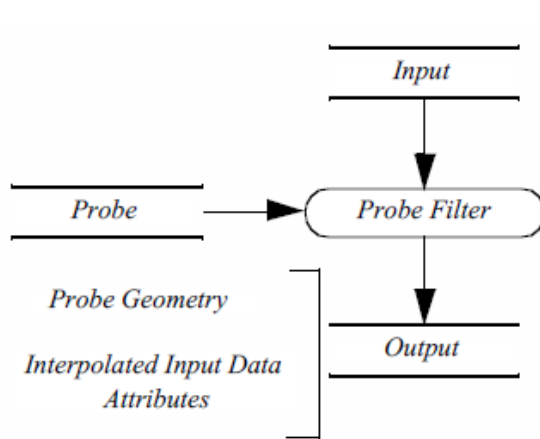 Input
Probe
Probe Filter
Probe Geometry
Output
Interpolated Input Data
Attributes